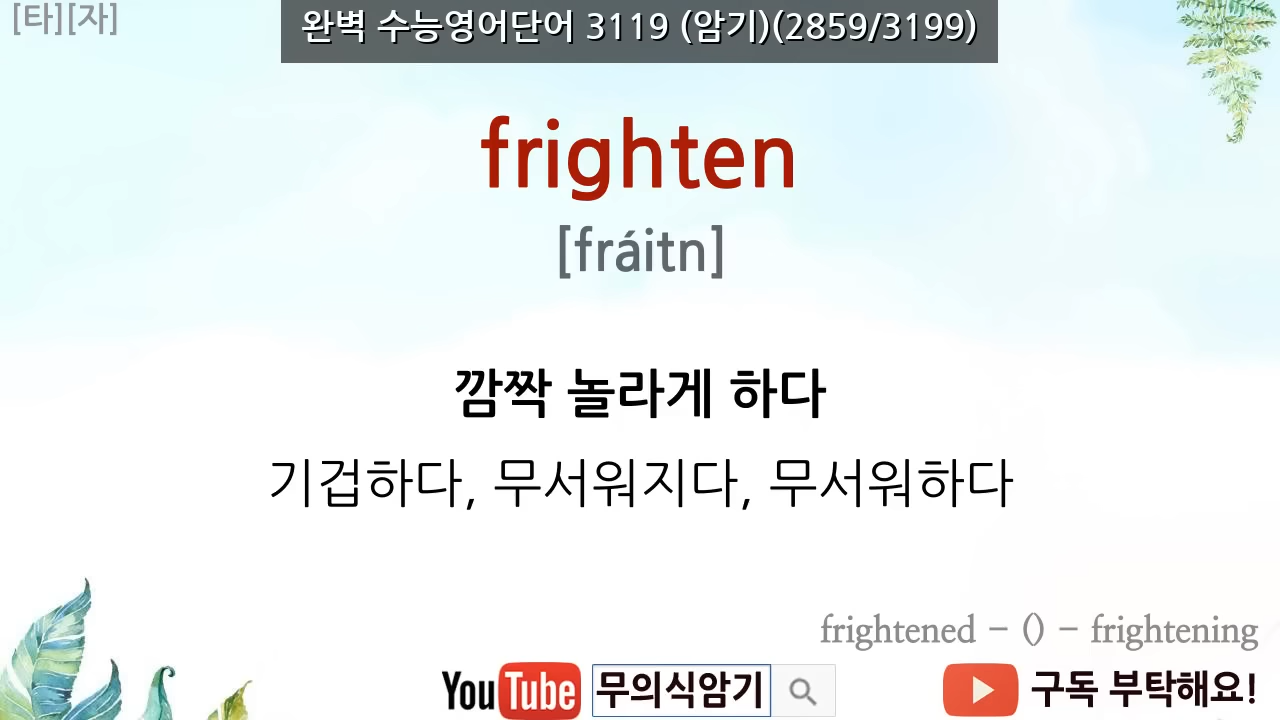 [타][자]
완벽 수능영어단어 3119 (암기)(2859/3199)
frighten
[fráitn]
깜짝 놀라게 하다
기겁하다, 무서워지다, 무서워하다
frightened - () - frightening
YouTube 무의식암기
구독 부탁해요!